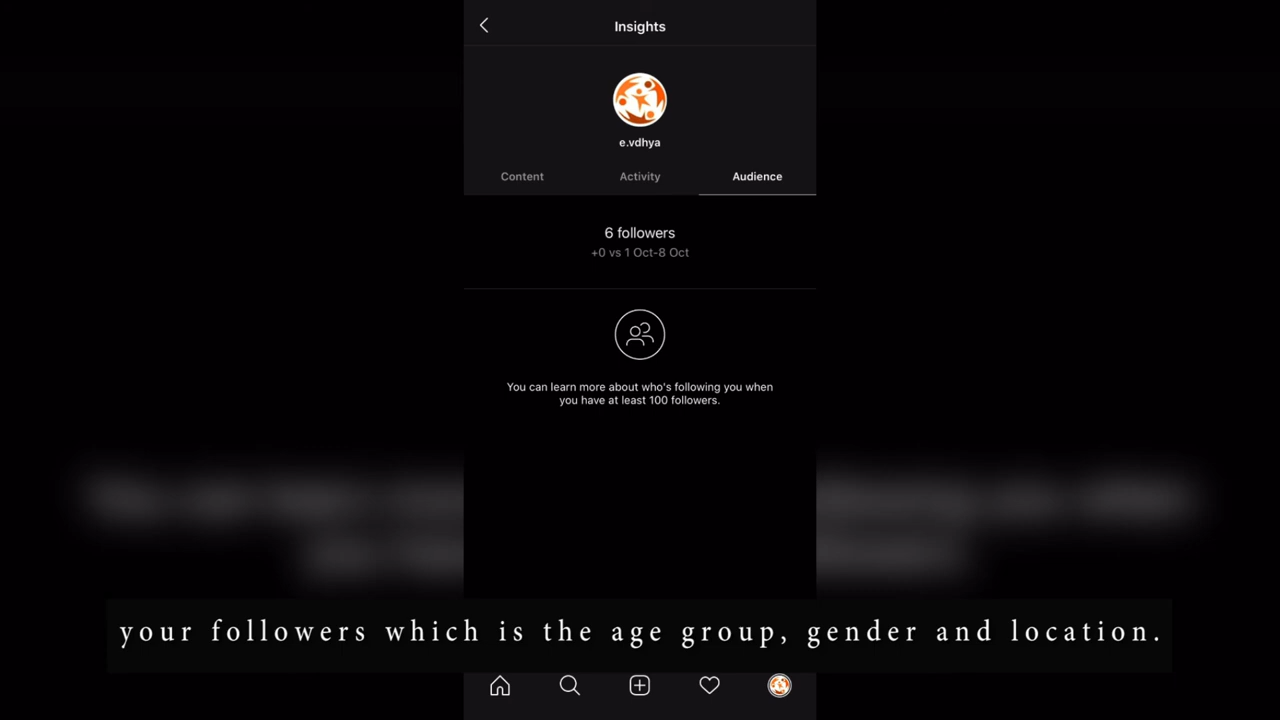 Insights
e.vdhya
Content Activity Audience
6 followers
+0 vs 1 Oct-8 Oct
You can learn more about who's following you when
you have at least 100 followers.
your followers which is the age group, gender and location.